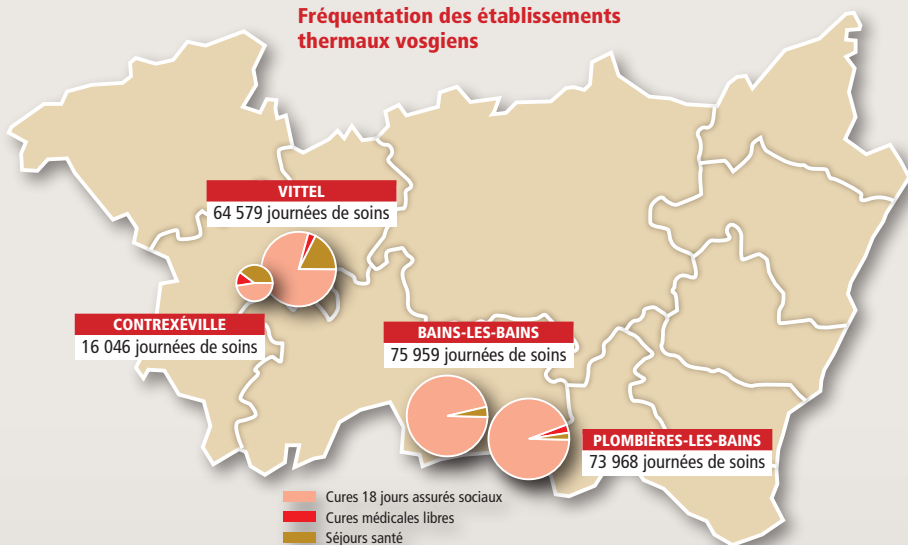 Fréquentation des établissements
thermaux vosgiens
VITTEL
64 579 journées de soins
CONTREXÉVILLE
16 046 journées de soins
BAINS-LES-BAINS
75 959 journées de soins
PLOMBIÈRES-LES-BAINS
73 968 journées de soins
Cures 18 jours assurés sociaux
Cures médicales libres
Séjours santé